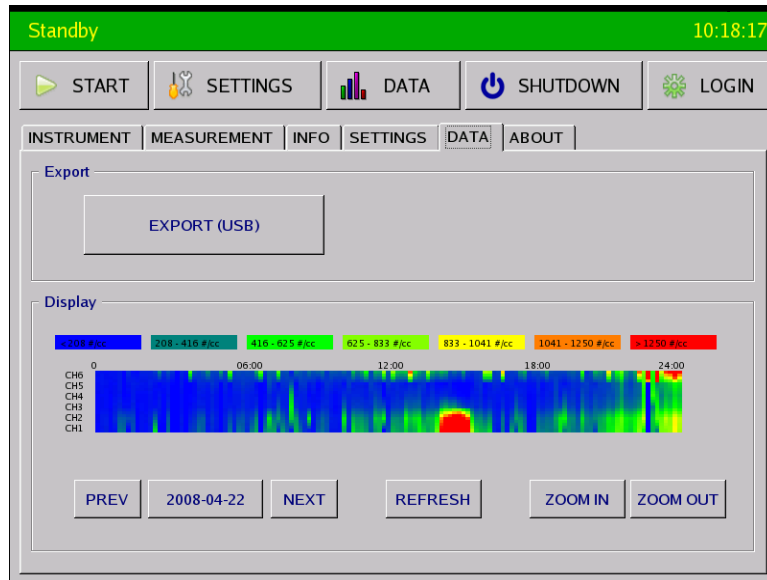 Standby 10:18:17
START SETTINGS DATA SHUTDOWN LOGIN
INSTRUMENT MEASUREMENT INFO SETTINGS DATA ABOUT
Export
EXPORT (USB)
Display
<208 #/cc 208 - 416 #/cc 416 - 625 #/cc 625 - 833 #/cc 833 - 1041 #/cc 1041 - 1250 #/cc >1250 #/cc
0 06:00 12:00 18:00 24:00
CH6
CH5
CH4
CH3
CH2
CH1
PREV 2008-04-22 NEXT REFRESH ZOOM IN ZOOM OUT